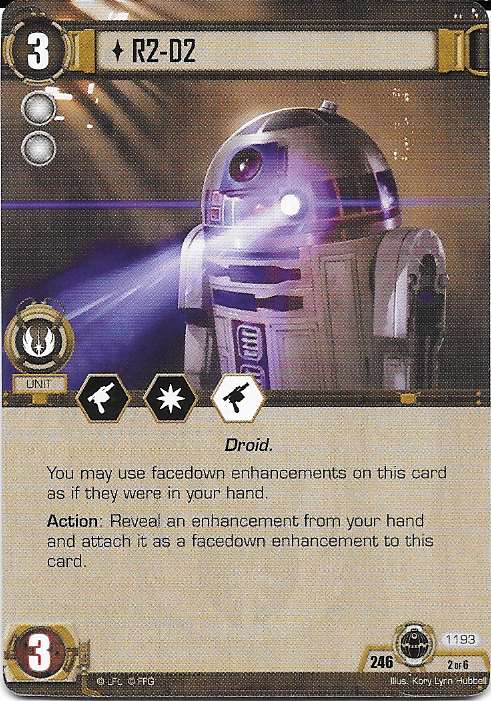 3
R2-D2
UNIT
Droid.
You may use facedown enhancements on this card
as if they were in your hand.
Action: Reveal an enhancement from your hand
and attach it as a facedown enhancement to this
card.
3
© LFL © FFG
246
1193
2 OF 6
Illus. Kory Lynn Hubbell